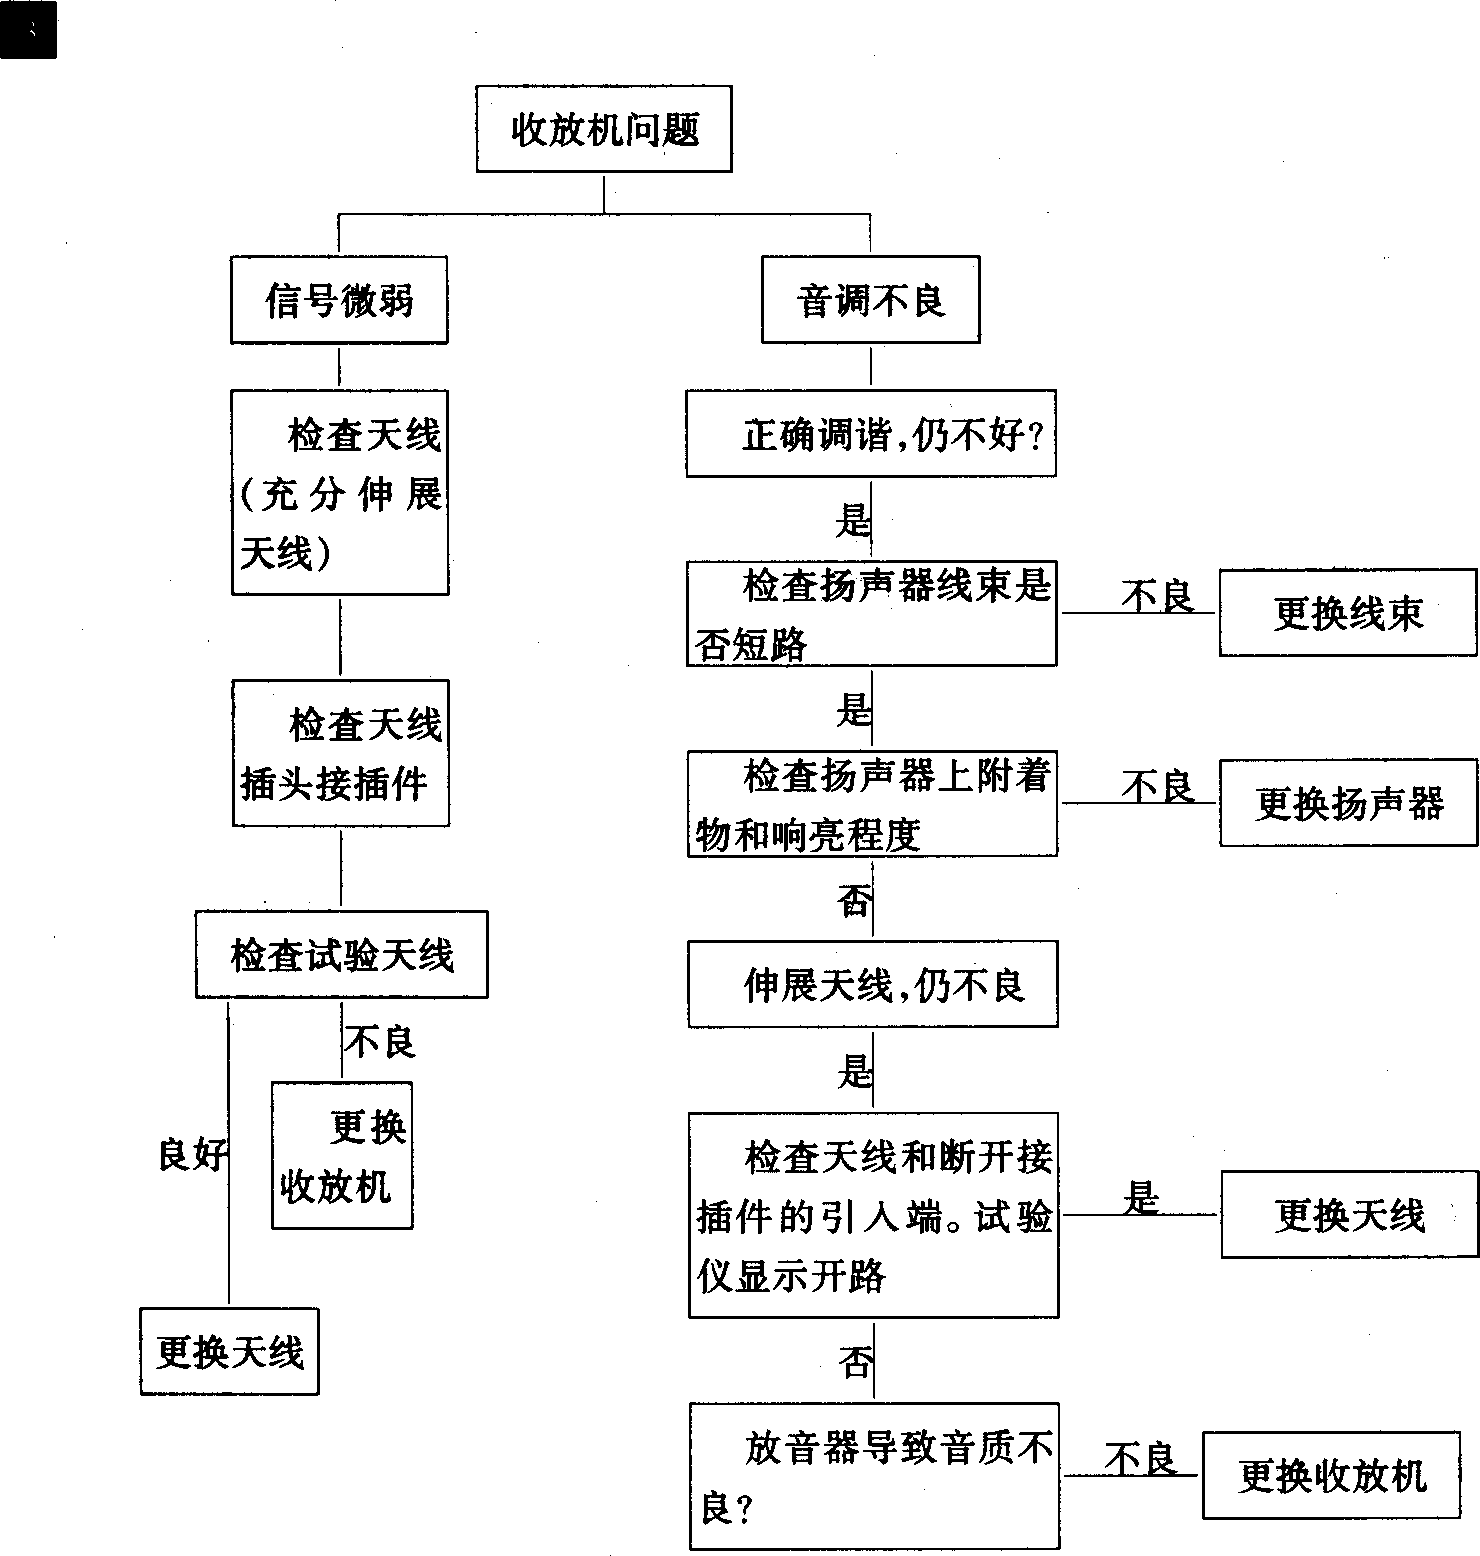 收放机问题
信号微弱
音调不良
检查天线
(充分伸展
天线)
正确调谐,仍不好?
是
检查扬声器线束是
否短路
不良
更换线束
是
检查天线
插头接插件
检查扬声器上附着
物和响亮程度
不良
更换扬声器
否
检查试验天线
伸展天线,仍不良
不良
是
更换
收放机
良好
检查天线和断开接
插件的引入端。试验
仪显示开路
是
更换天线
更换天线
否
放音器导致音质不
良?
不良
更换收放机